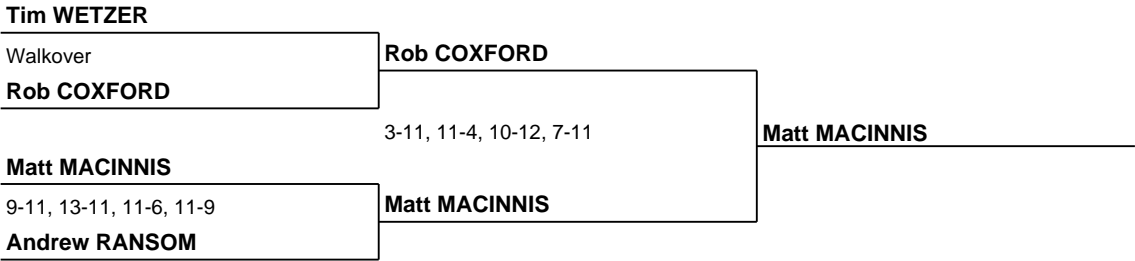 Tim WETZER
Walkover
Rob COXFORD
Rob COXFORD
3-11, 11-4, 10-12, 7-11
Matt MACINNIS
Matt MACINNIS
9-11, 13-11, 11-6, 11-9
Matt MACINNIS
Andrew RANSOM